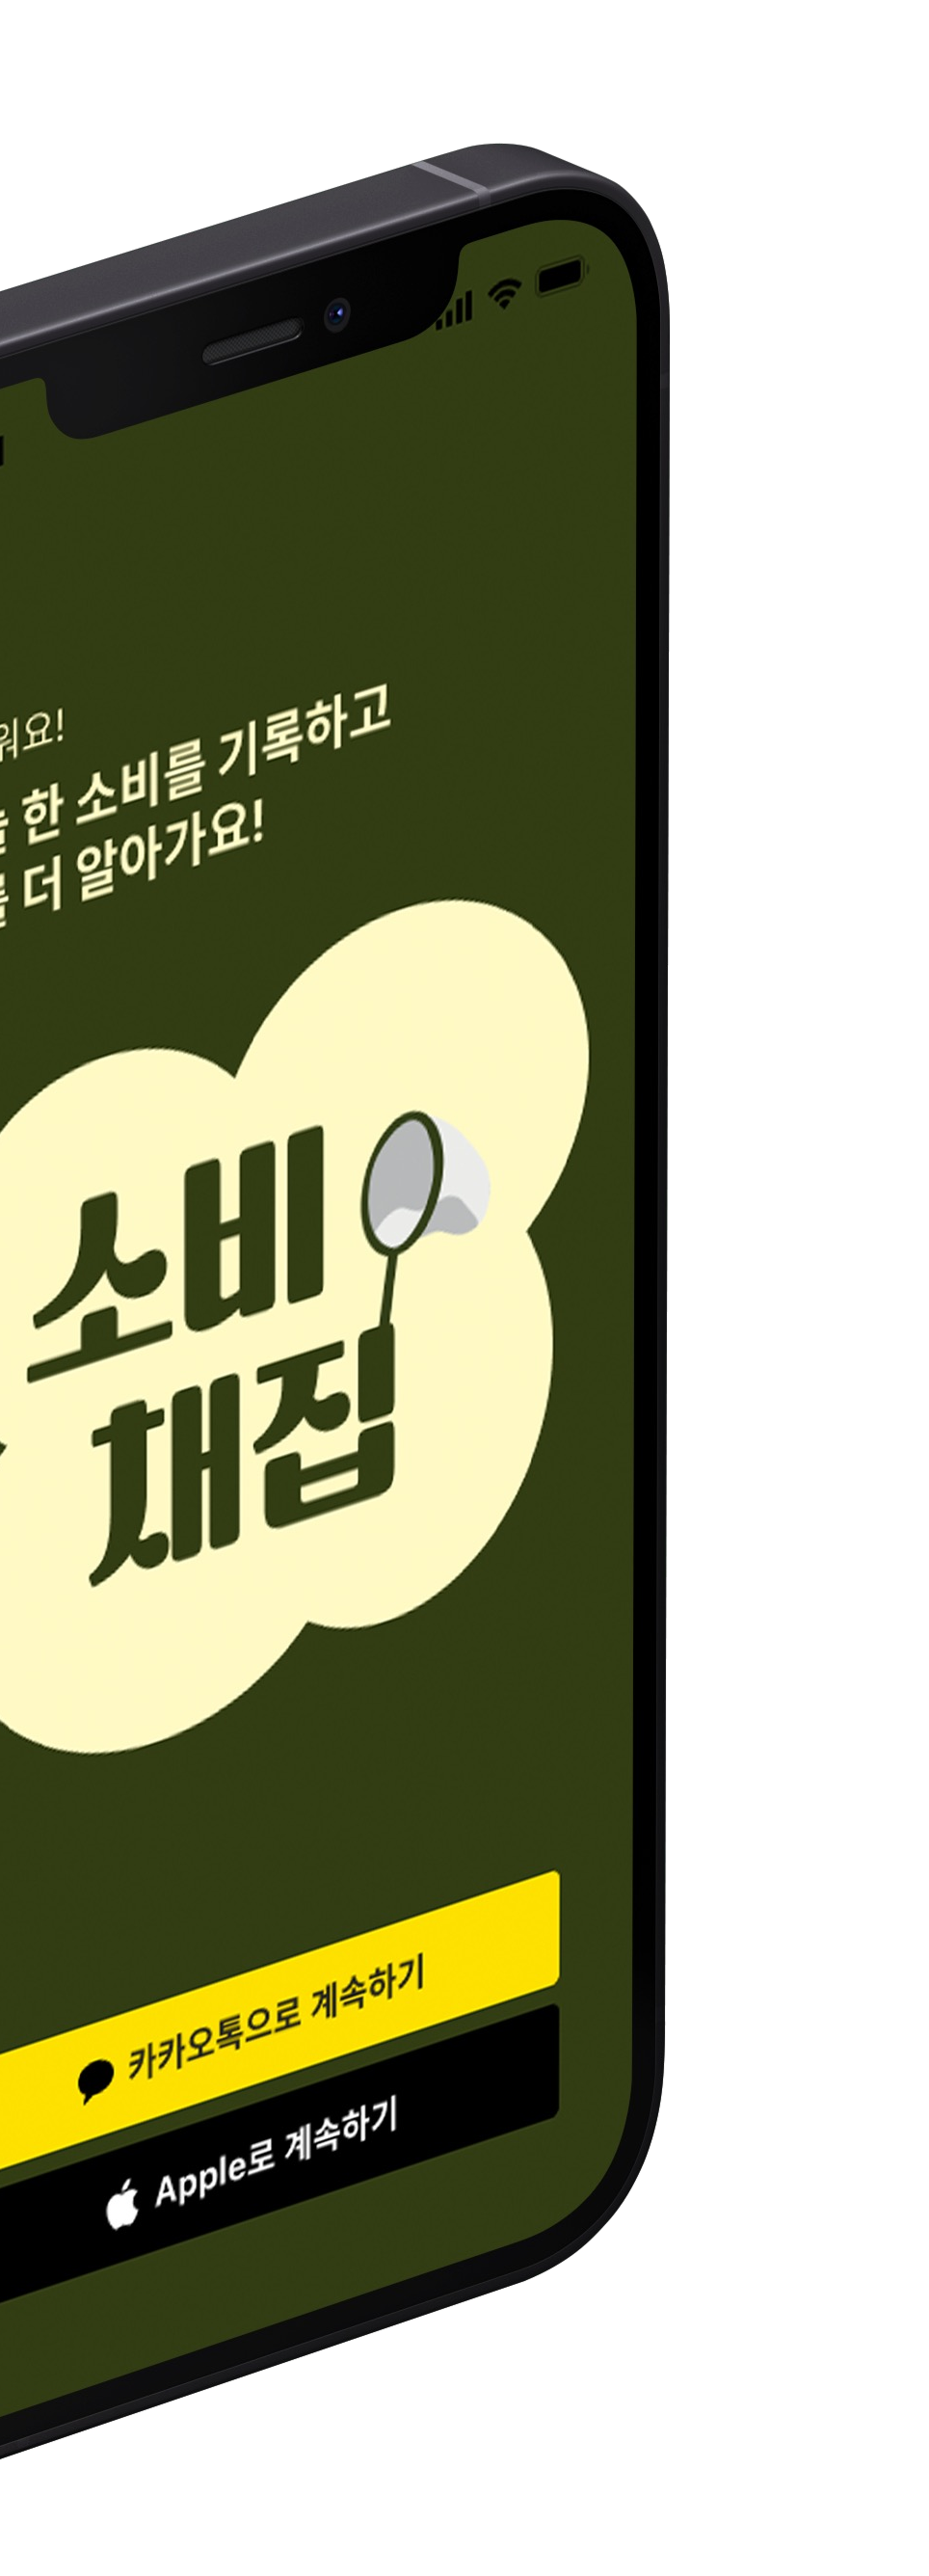 워요!
한 소비를 기록하고
더 알아가요!
소비
채집
카카오톡으로 계속하기
Apple로 계속하기